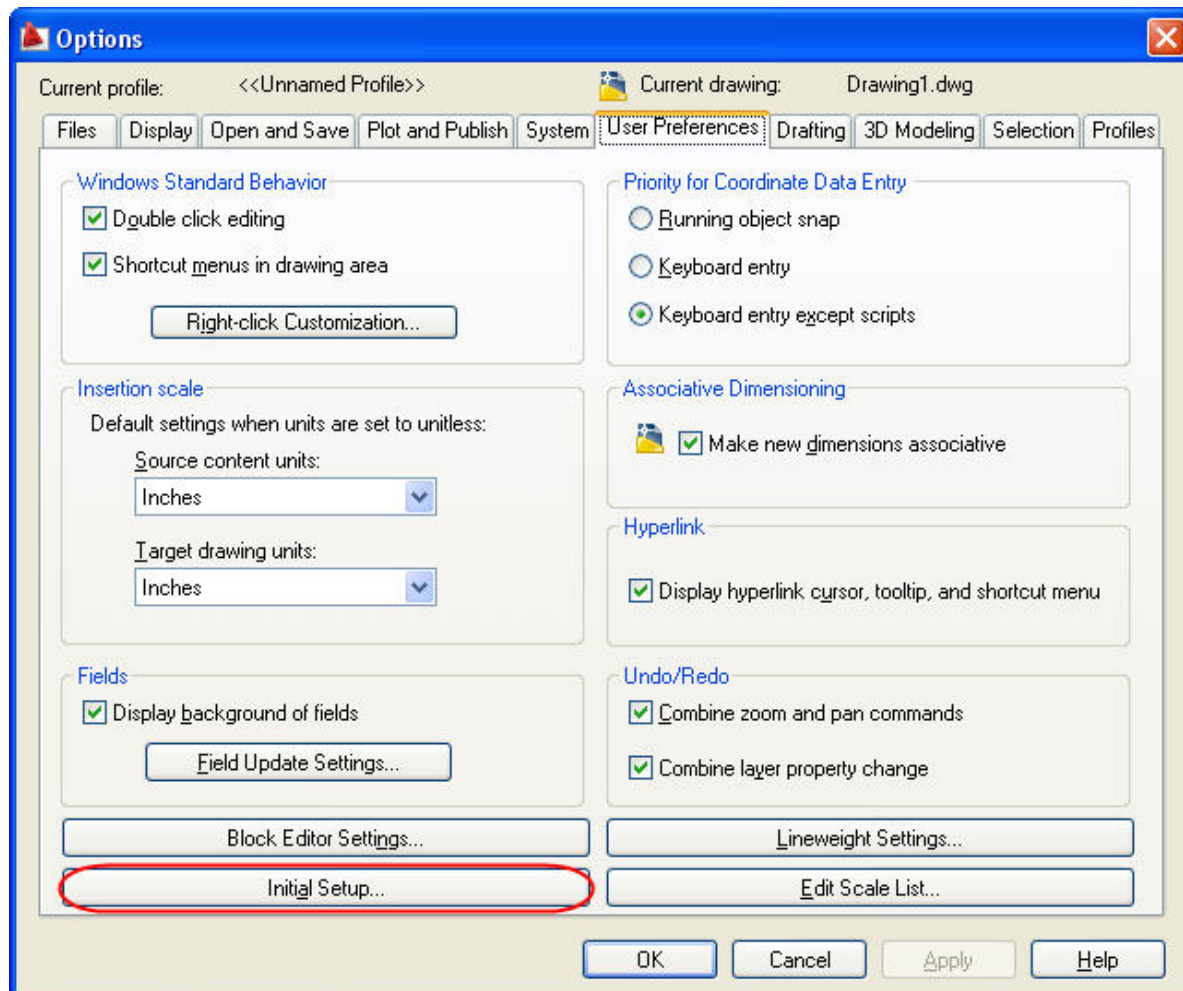 Options
Current profile: <<Unnamed Profile>> Current drawing: Drawing1.dwg
Files Display Open and Save Plot and Publish System User Preferences Drafting 3D Modeling Selection Profiles
Windows Standard Behavior
Double click editing
Shortcut menus in drawing area
Right-click Customization...
Priority for Coordinate Data Entry
Running object snap
Keyboard entry
Keyboard entry except scripts
Insertion scale
Default settings when units are set to unitless:
Source content units:
Inches
Target drawing units:
Inches
Associative Dimensioning
Make new dimensions associative
Hyperlink
Display hyperlink cursor, tooltip, and shortcut menu
Fields
Display background of fields
Field Update Settings...
Undo/Redo
Combine zoom and pan commands
Combine layer property change
Block Editor Settings...
Lineweight Settings...
Initial Setup...
Edit Scale List...
OK Cancel Apply Help